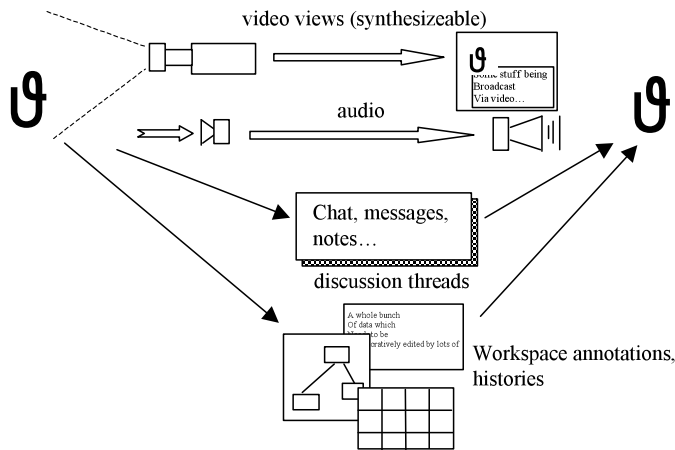 video views (synthesizeable)
Some stuff being
Broadcast
Via video…
audio
Chat, messages,
notes…
discussion threads
A whole bunch
Of data which
to be
cratively edited by lots of
Workspace annotations,
histories